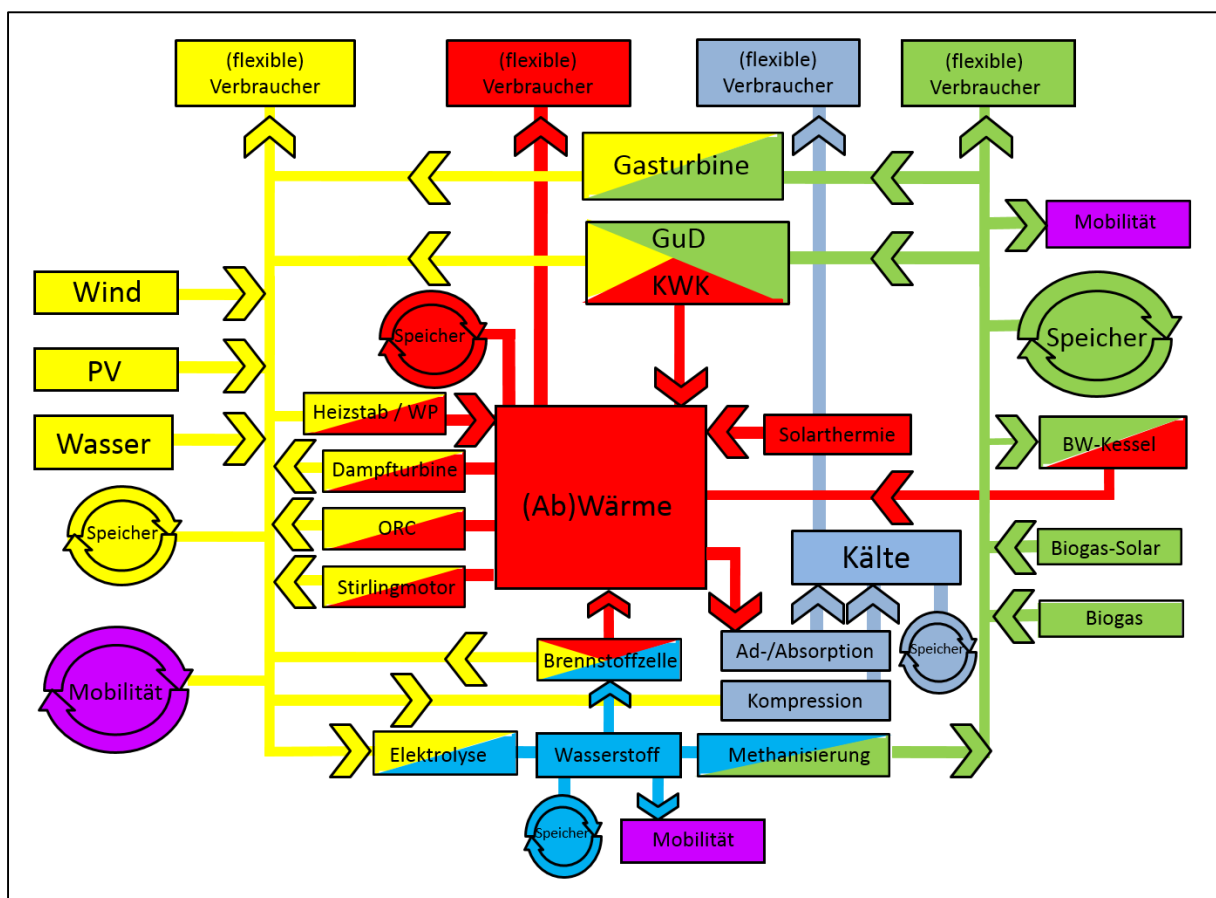 (flexible)
Verbraucher
(flexible)
Verbraucher
(flexible)
Verbraucher
(flexible)
Verbraucher
Gasturbine
GuD
KWK
Mobilität
Wind
PV
Wasser
Speicher
Speicher
Heizstab / WP
Dampfturbine
ORC
Stirlingmotor
(Ab)Wärme
Solarthermie
BW-Kessel
Speicher
Kälte
Biogas-Solar
Biogas
Ad-/Absorption
Speicher
Kompression
Brennstoffzelle
Mobilität
Elektrolyse
Wasserstoff
Methanisierung
Speicher
Mobilität